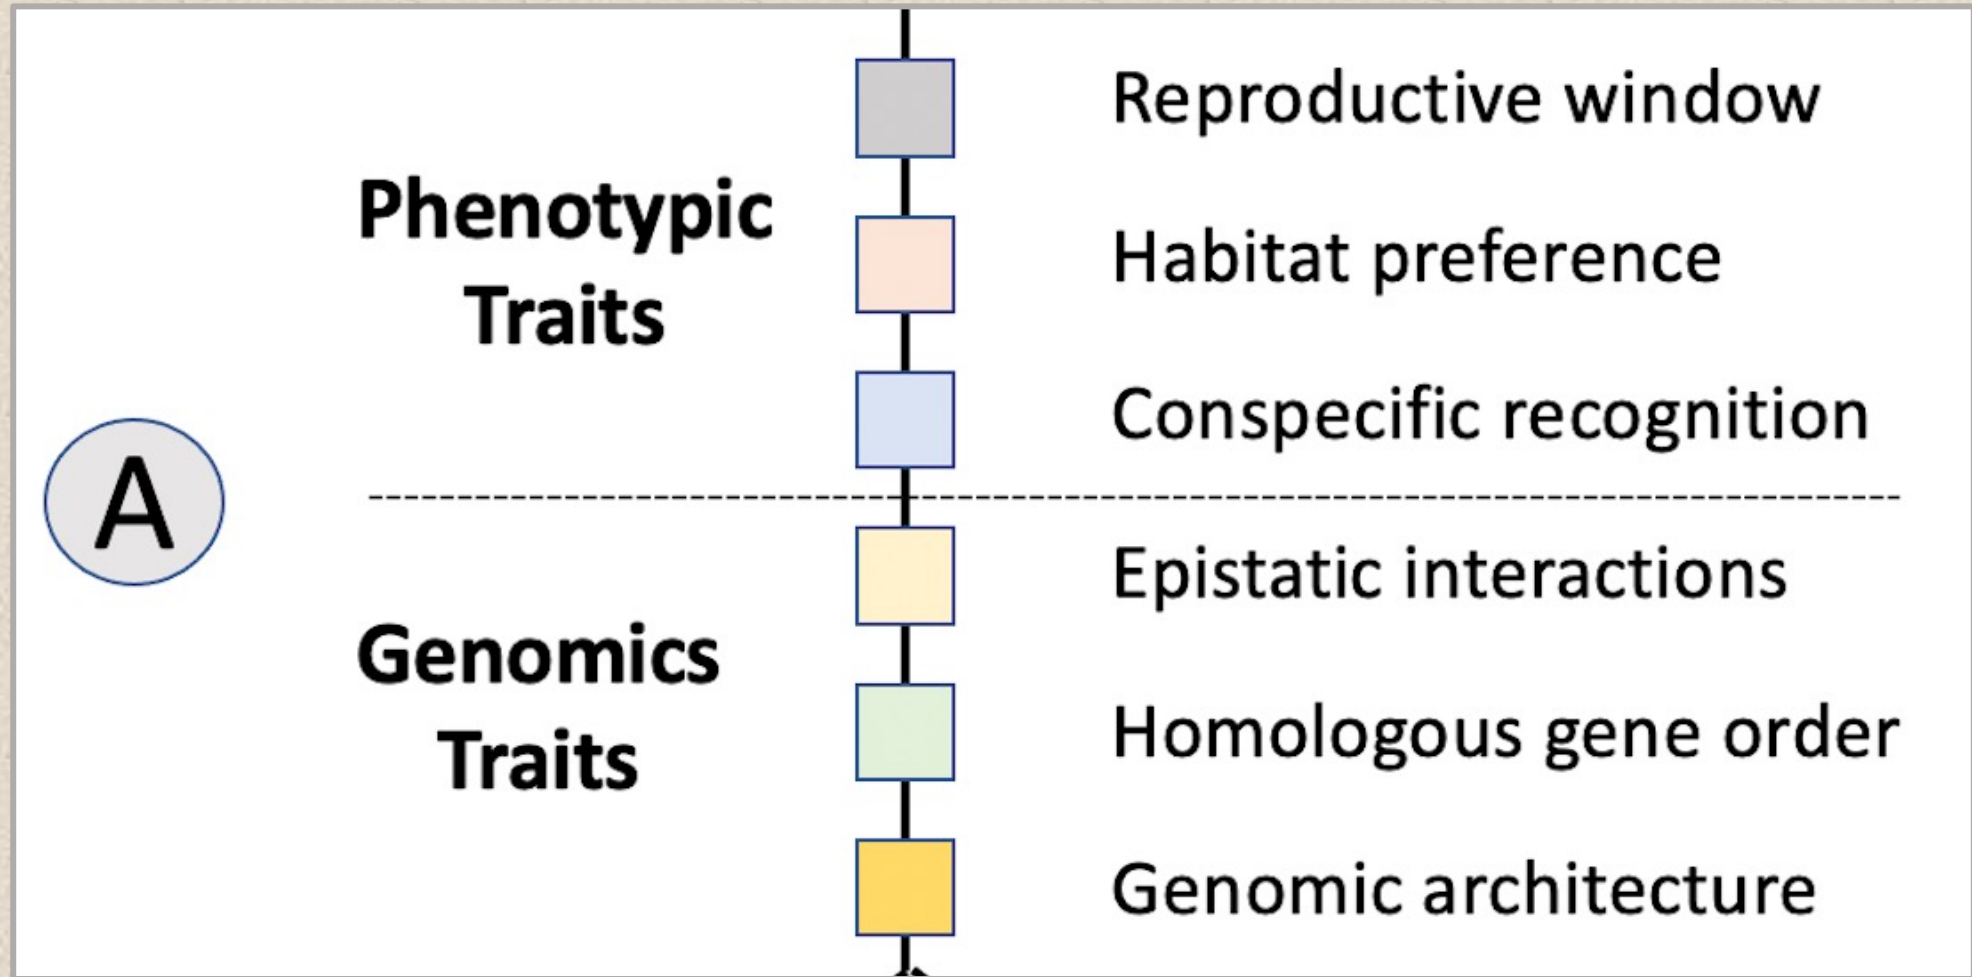 A
Phenotypic
Traits
Reproductive window
Habitat preference
Conspecific recognition
Genomics
Traits
Epistatic interactions
Homologous gene order
Genomic architecture